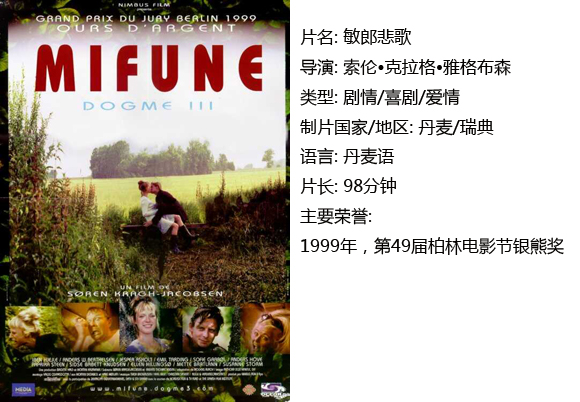 NIMBUS FILM
GRAND PRIX DU JURY BERLIN 1999
OURS D'ARGENT
MIFUNE
DOGME III
UN FILM DE
SØREN KRAGH-JACOBSEN
www.mifune.dogme3.com
MEDIA
片名: 敏郎悲歌
导演: 索伦•克拉格•雅格布森
类型: 剧情/喜剧/爱情
制片国家/地区: 丹麦/瑞典
语言: 丹麦语
片长: 98分钟
主要荣誉:
1999年，第49届柏林电影节银熊奖